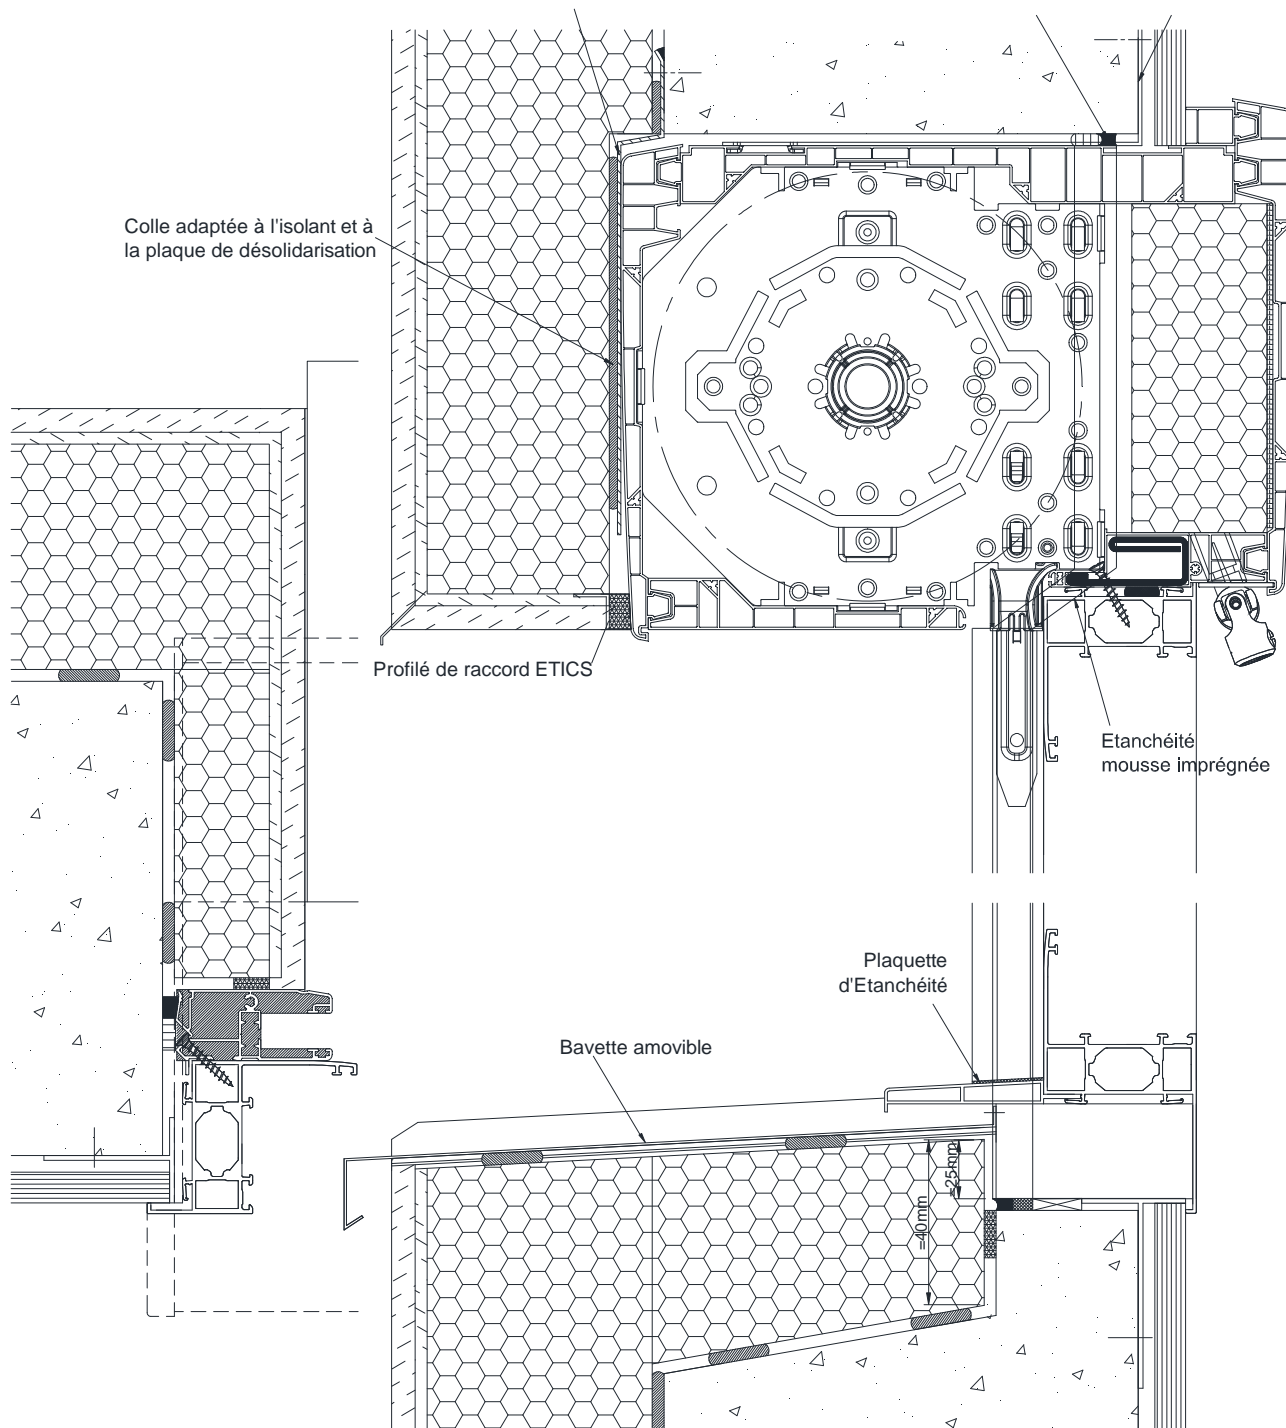 Colle adaptée à l'isolant et à
la plaque de désolidarisation
Profilé de raccord ETICS
Etanchéité
mousse imprégnée
Plaquette
d'Etanchéité
Bavette amovible
=25mm
=40mm